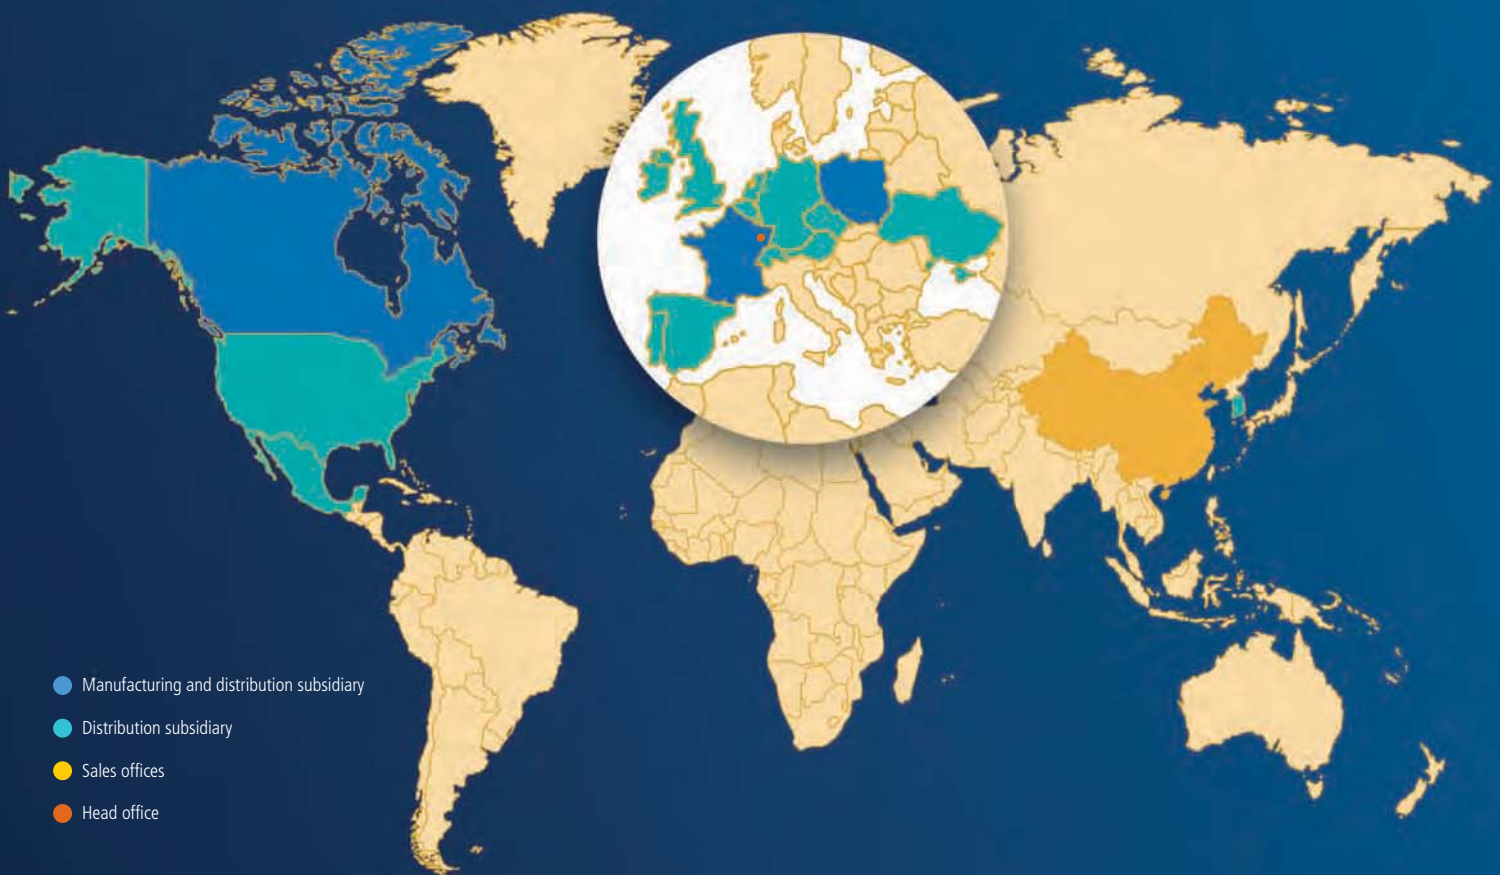 Manufacturing and distribution subsidiary
Distribution subsidiary
Sales offices
Head office